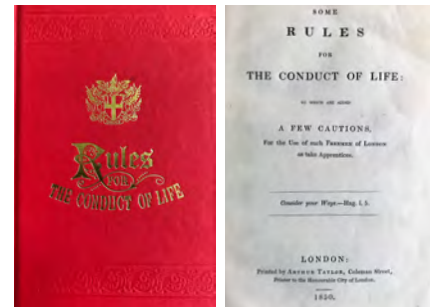 Rules
FOR
THE CONDUCT OF LIFE
SOME
RULES
FOR
THE CONDUCT OF LIFE:
TO WHICH ARE ADDED
A FEW CAUTIONS,
For the Use of such FREEMEN of LONDON
as take Apprentices.
Consider your Ways.—Hag. i. 5.
LONDON:
Printed by ARTHUR TAYLOR, Coleman Street,
Printer to the Honourable City of London.
1850.